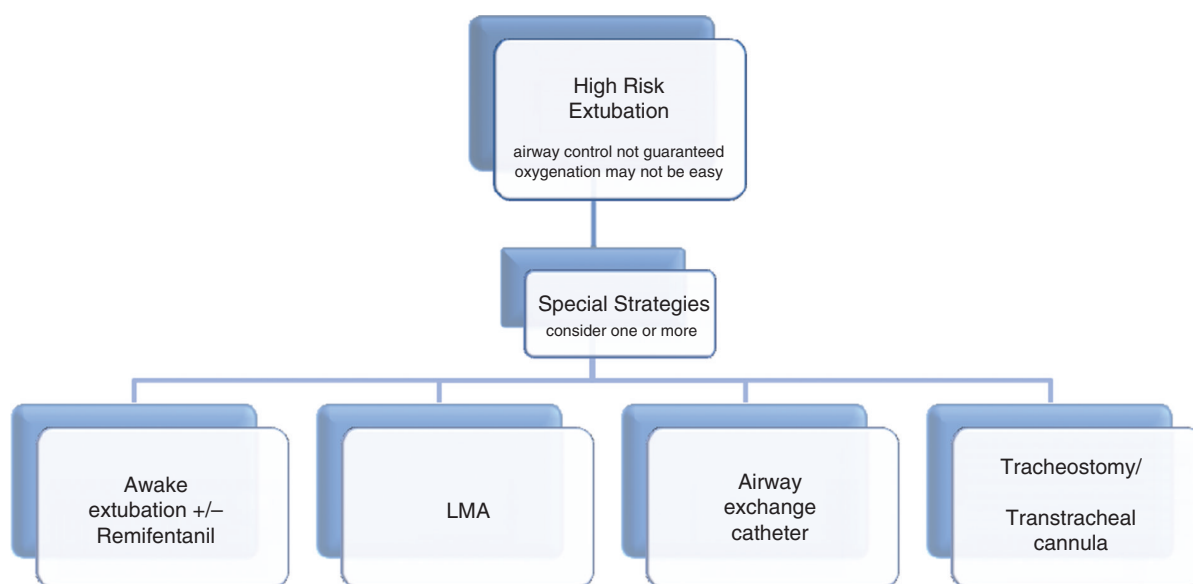 High Risk
Extubation
airway control not guaranteed
oxygenation may not be easy
Special Strategies
consider one or more
Awake
extubation +/–
Remifentanil
LMA
Airway
exchange
catheter
Tracheostomy/
Transtracheal
cannula